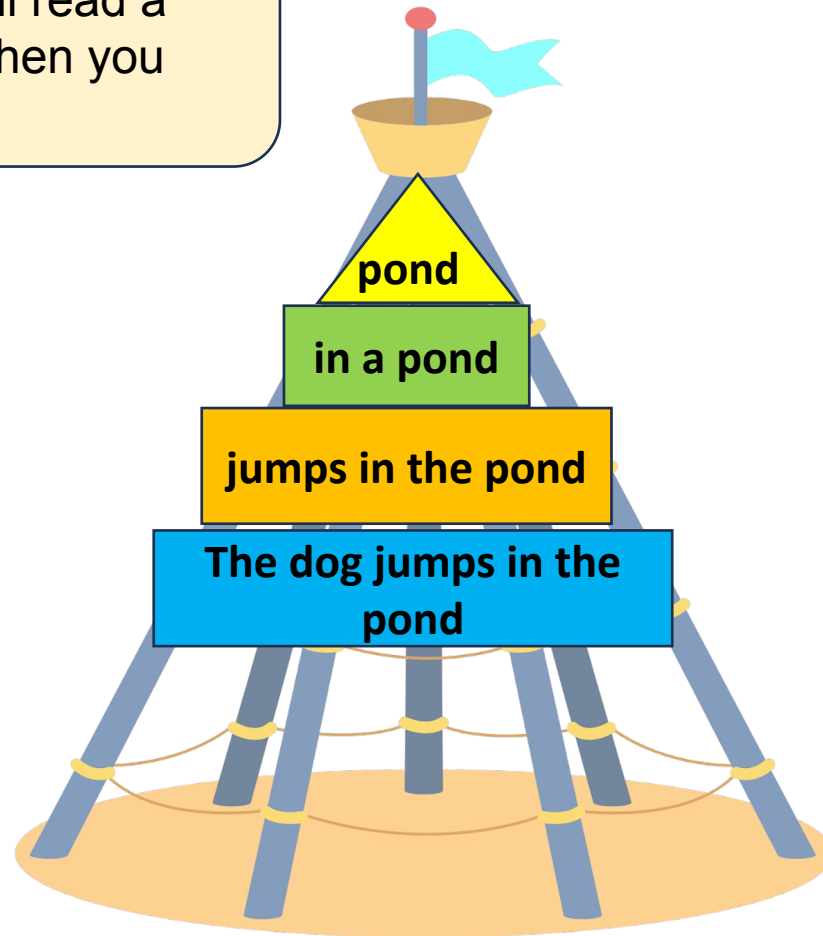 read a
hen you
pond
in a pond
jumps in the pond
The dog jumps in the
pond